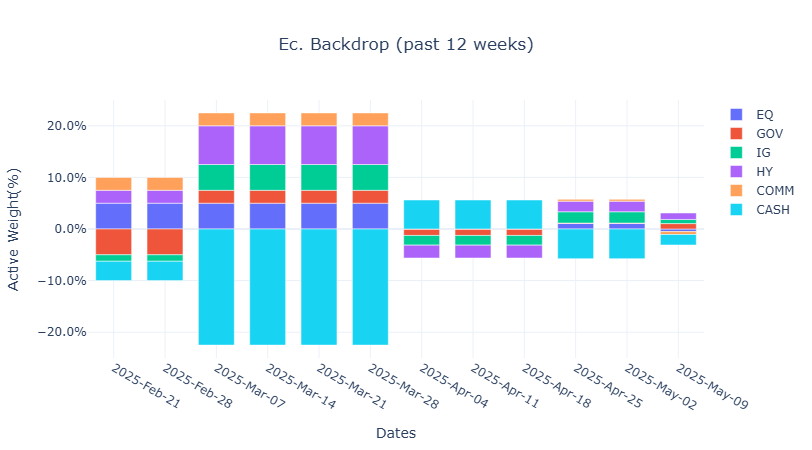 Ec. Backdrop (past 12 weeks)
EQ
GOV
IG
HY
COMM
CASH
20.0%
10.0%
0.0%
−10.0%
−20.0%
Active Weight(%)
2025-Feb-21
2025-Feb-28
2025-Mar-07
2025-Mar-14
2025-Mar-21
2025-Mar-28
2025-Apr-04
2025-Apr-11
2025-Apr-18
2025-Apr-25
2025-May-02
2025-May-09
Dates